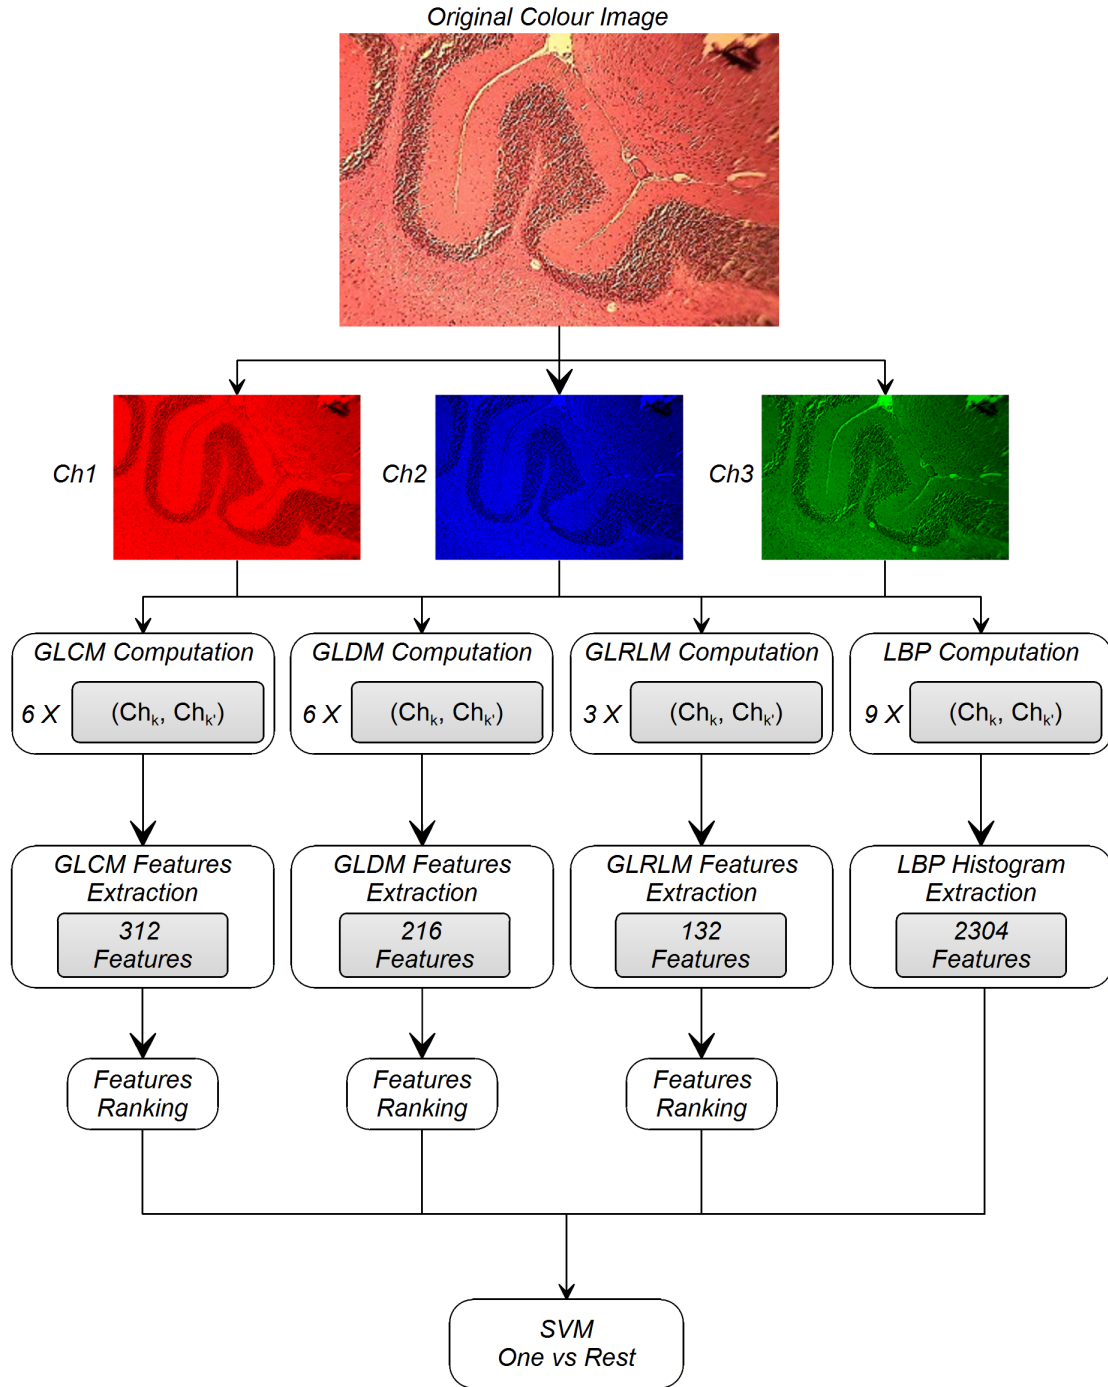 Original Colour Image
Ch1
Ch2
Ch3
GLCM Computation
6 X (Chk, Chk')
GLDM Computation
6 X (Chk, Chk')
GLRLM Computation
3 X (Chk, Chk')
LBP Computation
9 X (Chk, Chk')
GLCM Features
Extraction
312
Features
GLDM Features
Extraction
216
Features
GLRLM Features
Extraction
132
Features
LBP Histogram
Extraction
2304
Features
Features
Ranking
Features
Ranking
Features
Ranking
SVM
One vs Rest